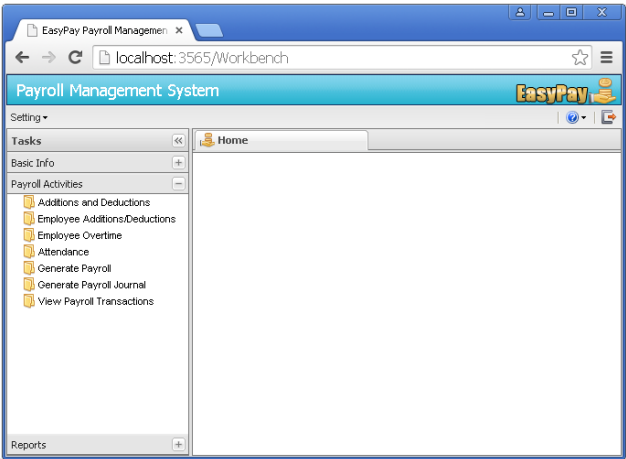 EasyPay Payroll Managemen
localhost:3565/Workbench
Payroll Management System
EasyPay
Setting
Tasks
Home
Basic Info
Payroll Activities
Additions and Deductions
Employee Additions/Deductions
Employee Overtime
Attendance
Generate Payroll
Generate Payroll Journal
View Payroll Transactions
Reports